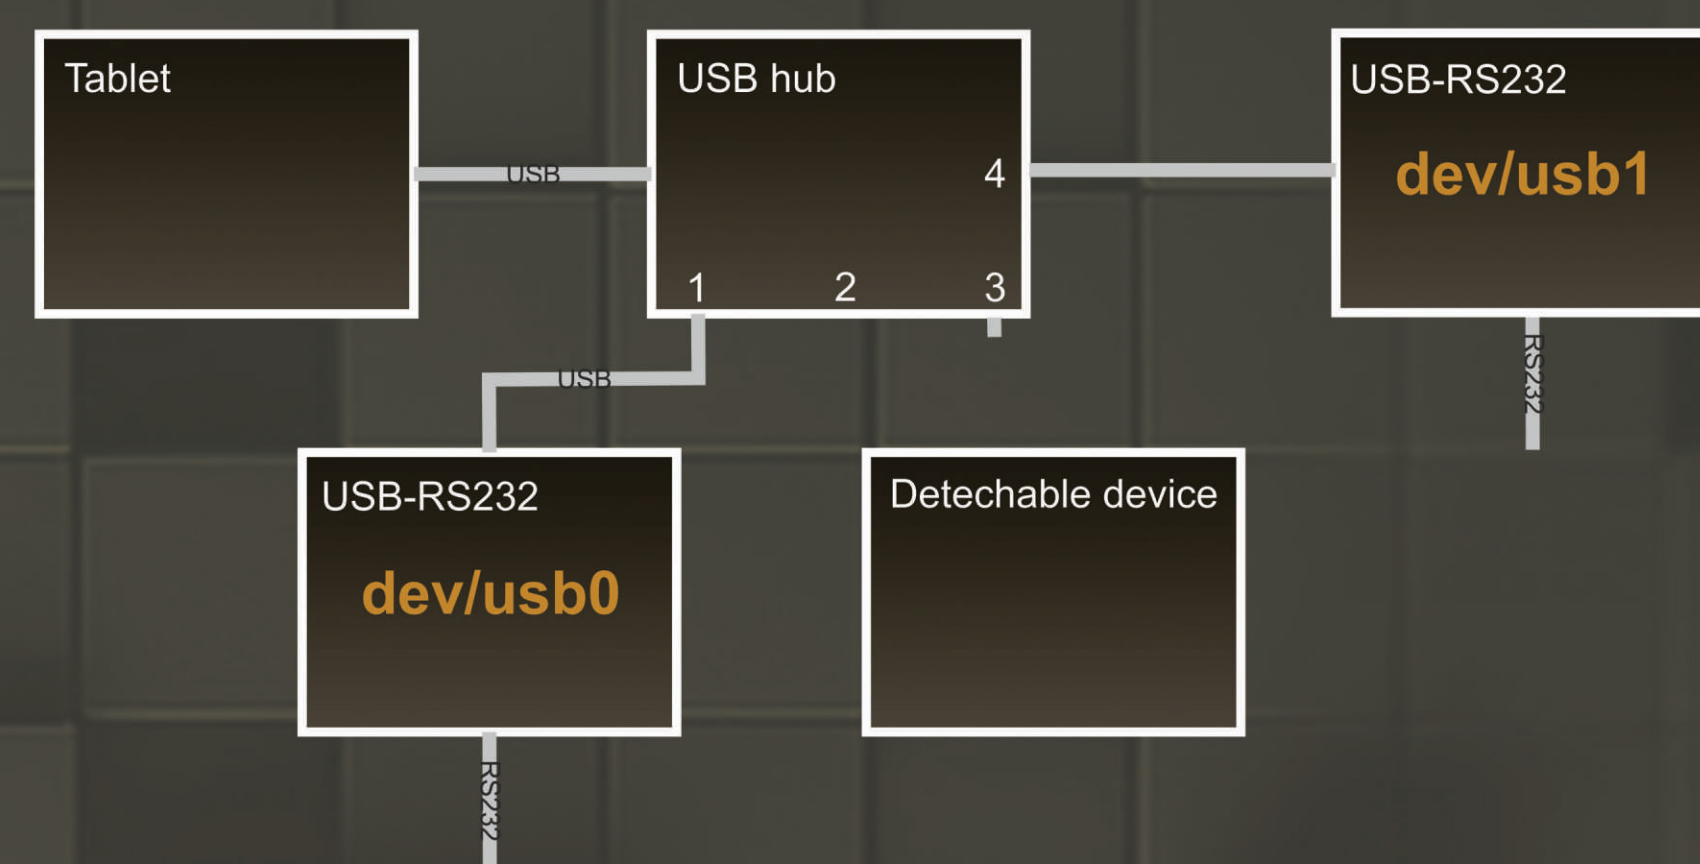 Tablet
USB
USB hub
4
1
2
3
USB-RS232
dev/usb1
RS232
USB
USB-RS232
dev/usb0
RS232
Detechable device